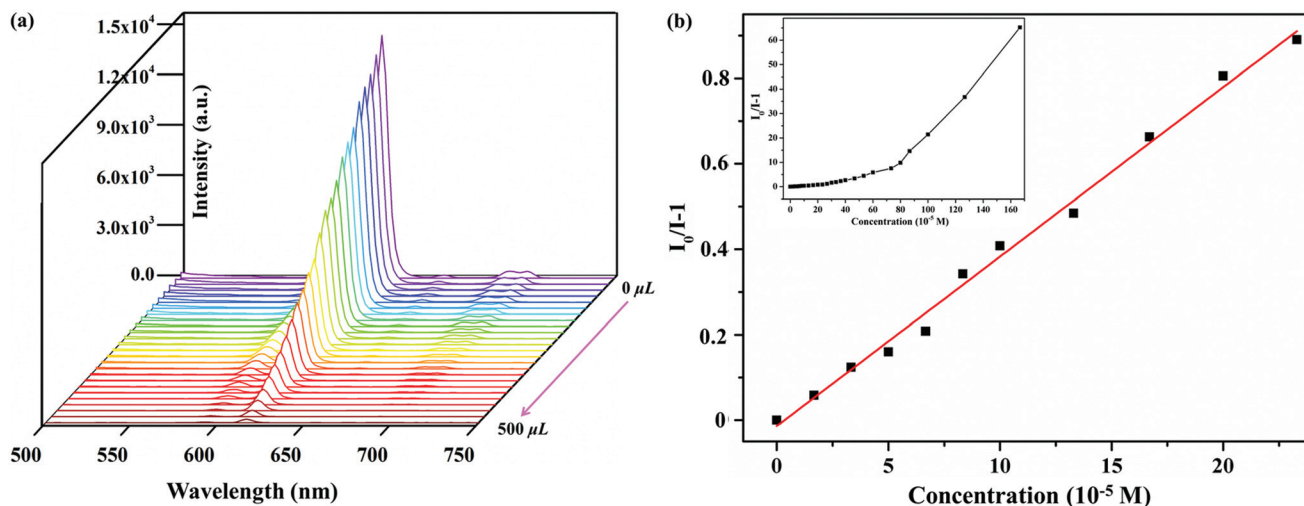 (a)
1.5x10⁴
1.2x10⁴
9.0x10³
6.0x10³
3.0x10³
0.0
Intensity (a.u.)
0 μL
500 μL
500
550
600
650
700
750
Wavelength (nm)
(b)
I₀/I-1
0.8
0.6
0.4
0.2
0
0
5
10
15
20
Concentration (10⁻⁵ M)
I₀/I-1
60
50
40
30
20
10
0
0
20
40
60
80
100
120
140
160
Concentration (10⁻⁵ M)